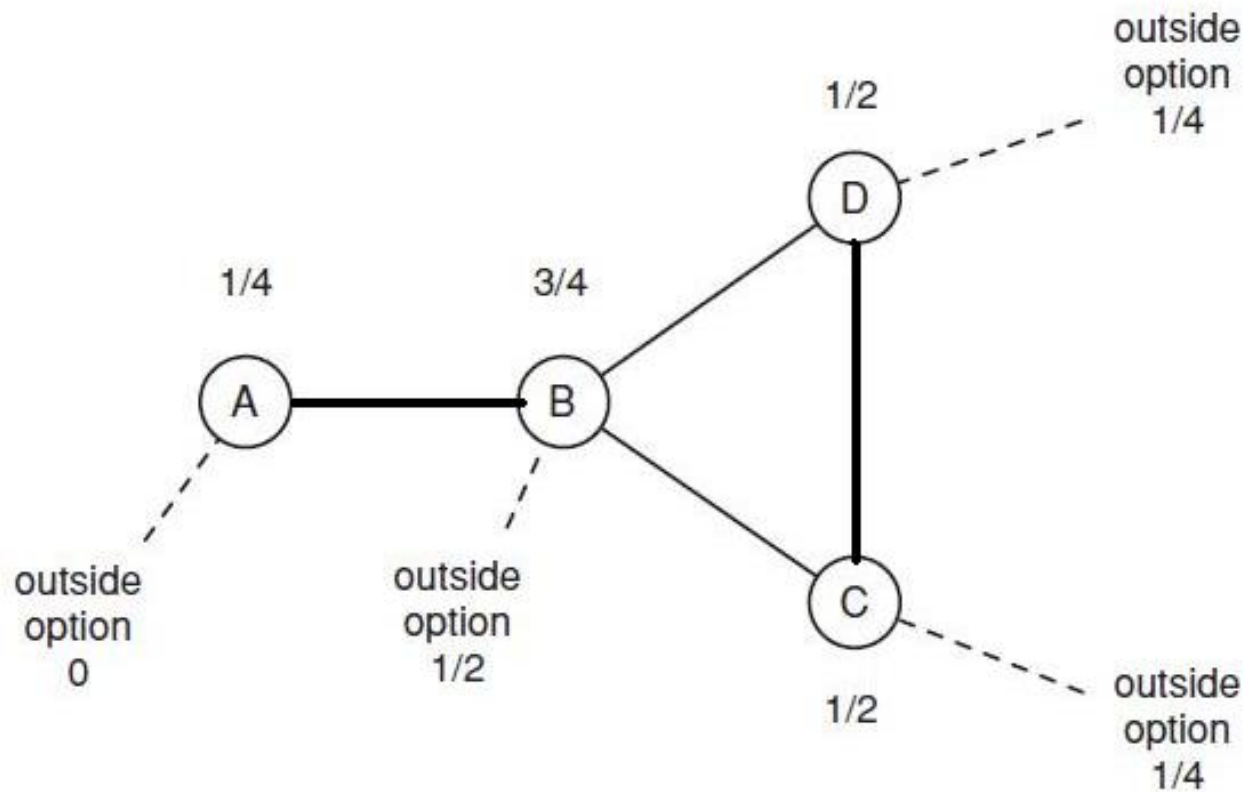 outside
option
1/4
1/2
D
1/4
3/4
A
B
outside
option
0
outside
option
1/2
C
1/2
outside
option
1/4